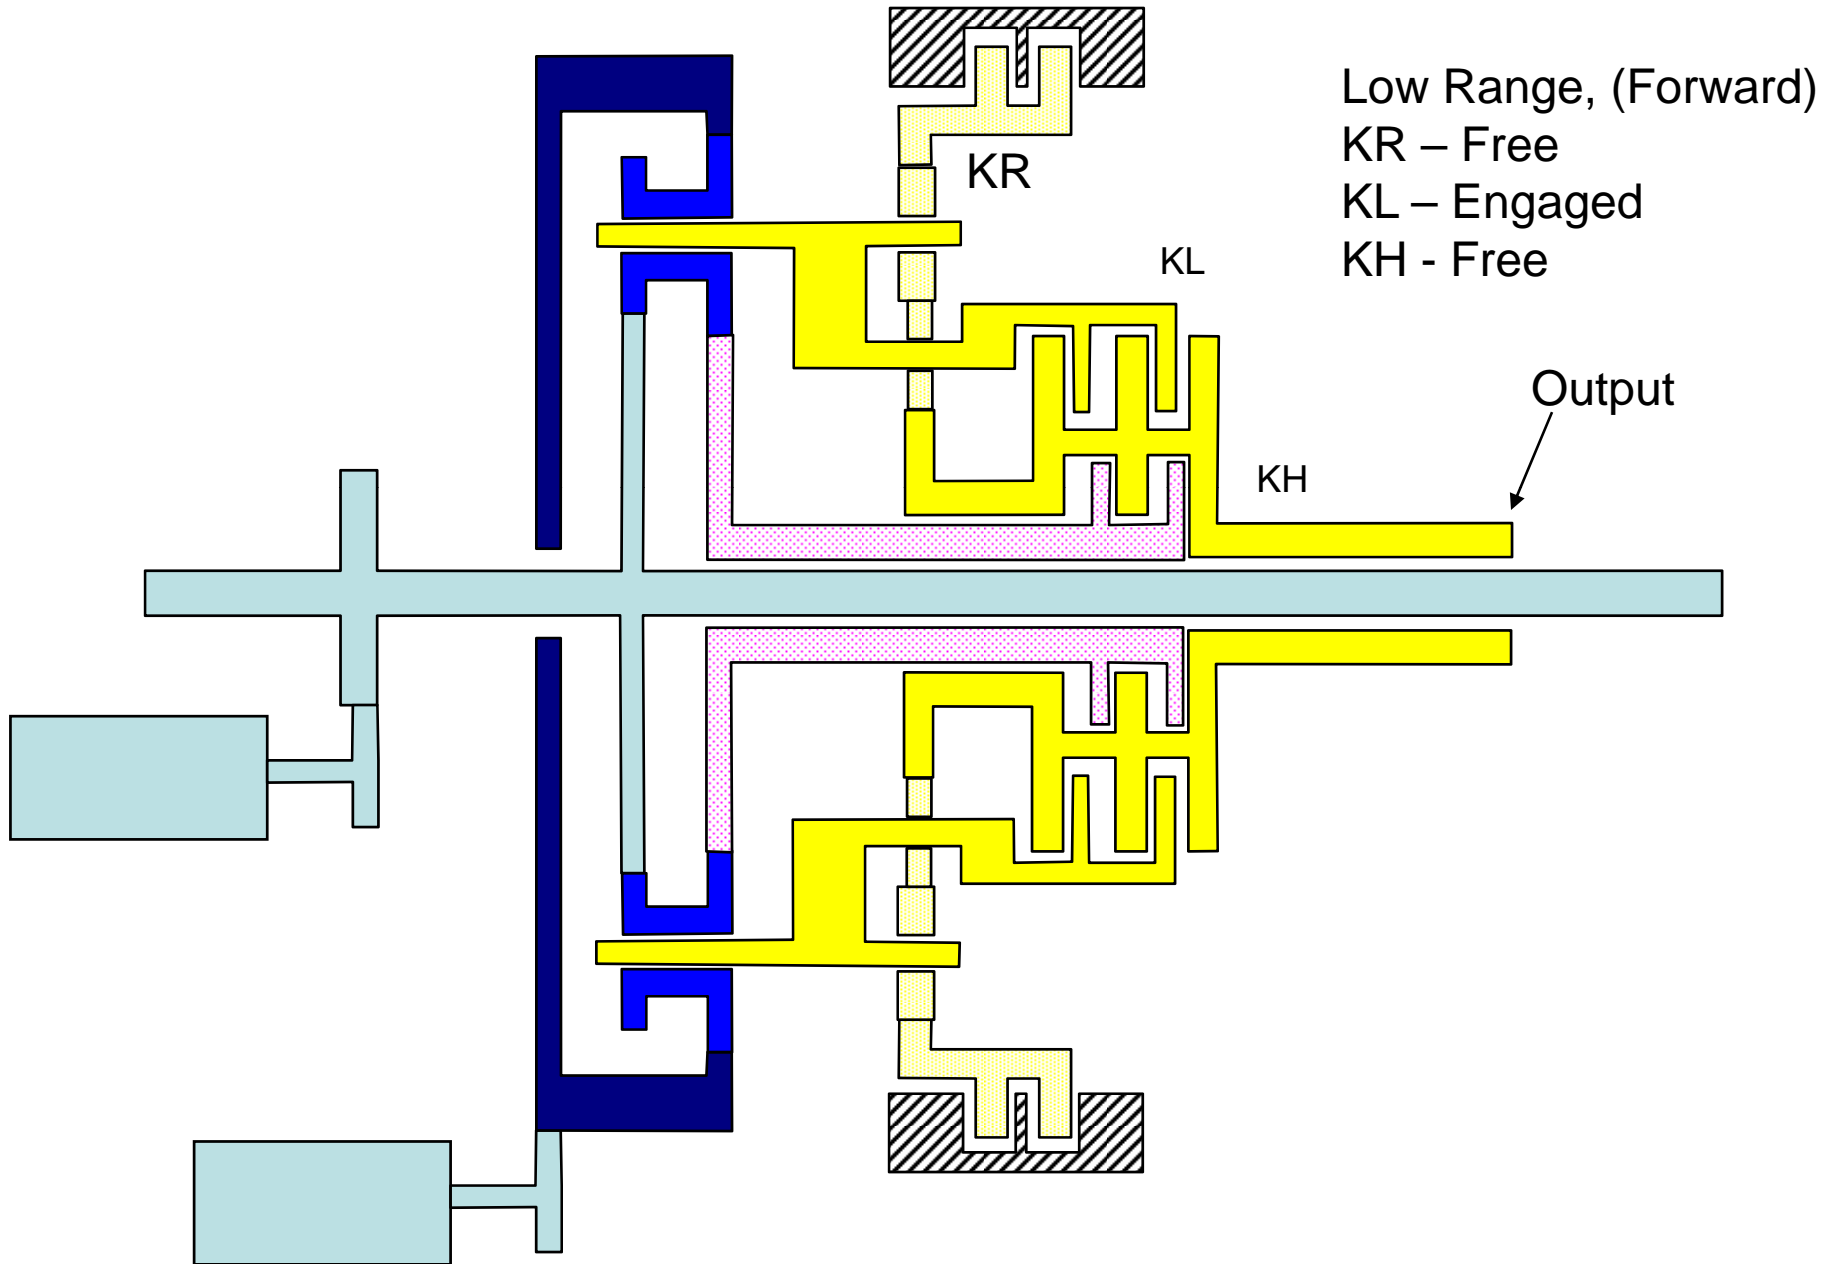 Low Range, (Forward)
KR – Free
KL – Engaged
KH - Free
KR
KL
Output
KH